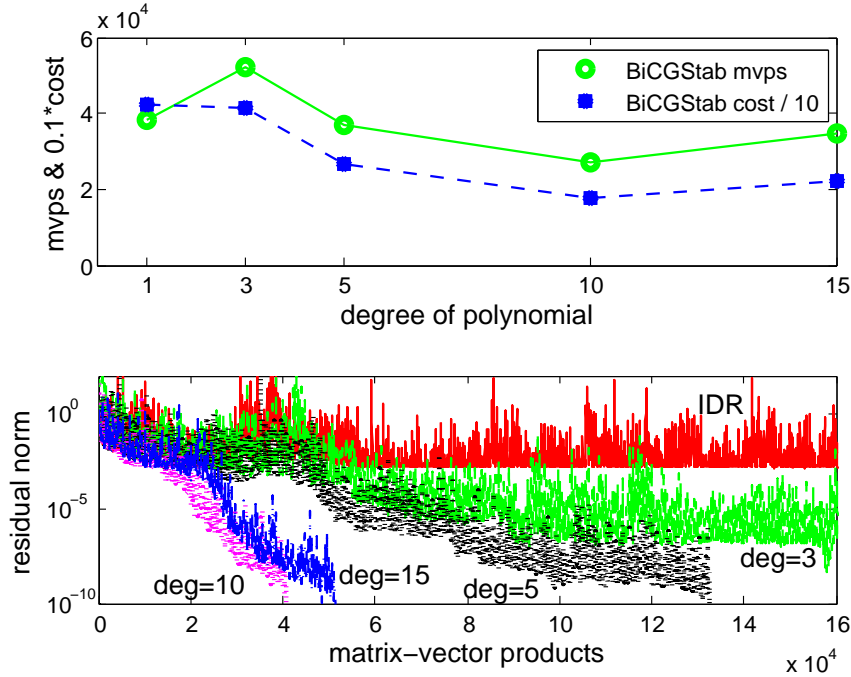 x 10^4
6
4
2
0
mvps & 0.1*cost
BiCGStab mvps
BiCGStab cost / 10
1 3 5 10 15
degree of polynomial
10^0
10^−5
10^−10
residual norm
IDR
deg=10
deg=15
deg=5
deg=3
0 2 4 6 8 10 12 14 16
matrix−vector products
x 10^4